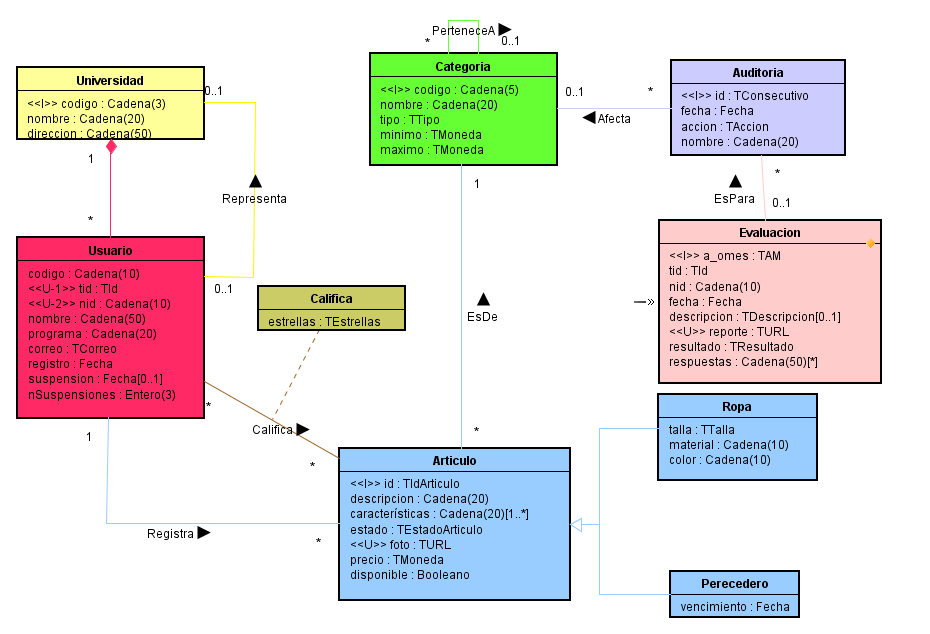 PerteneceA
*
0..1
Universidad
<<I>> codigo : Cadena(3)
nombre : Cadena(20)
direccion : Cadena(50)
0..1
1
*
Representa
0..1
Categoria
<<I>> codigo : Cadena(5)
nombre : Cadena(20)
tipo : TTipo
minimo : TMoneda
maximo : TMoneda
0..1
*
Afecta
1
Auditoria
<<I>> id : TConsecutivo
fecha : Fecha
accion : TAccion
nombre : Cadena(20)
*
EsPara
0..1
Usuario
codigo : Cadena(10)
<<U-1>> tid : TId
<<U-2>> nid : Cadena(10)
nombre : Cadena(50)
programa : Cadena(20)
correo : TCorreo
registro : Fecha
suspension : Fecha[0..1]
nSuspensiones : Entero(3)
Califica
estrellas : TEstrellas
EsDe
Evaluacion
<<I>> a_omes : TAM
tid : TId
nid : Cadena(10)
fecha : Fecha
descripcion : TDescripcion[0..1]
<<U>> reporte : TURL
resultado : TResultado
respuestas : Cadena(50)[*]
*
Califica
*
1
*
Registra
*
Articulo
<<I>> id : TIdArticulo
descripcion : Cadena(20)
características : Cadena(20)[1..*]
estado : TEstadoArticulo
<<U>> foto : TURL
precio : TMoneda
disponible : Booleano
Ropa
talla : TTalla
material : Cadena(10)
color : Cadena(10)
Perecedero
vencimiento : Fecha